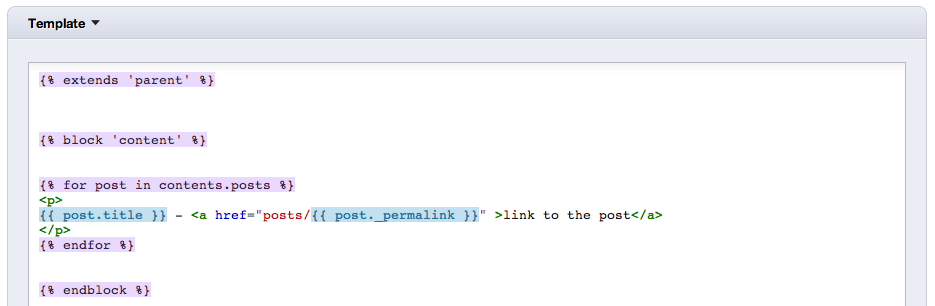 Template
{% extends 'parent' %}
{% block 'content' %}
{% for post in contents.posts %}
<p>
{{ post.title }} - <a href="posts/{{ post._permalink }}" >link to the post</a>
</p>
{% endfor %}
{% endblock %}